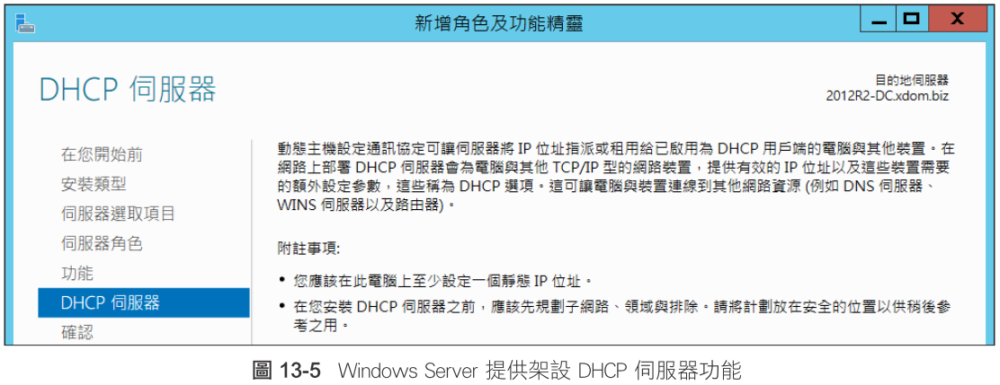 新增角色及功能精靈
DHCP 伺服器
目的地伺服器
2012R2-DC.xdom.biz
在您開始前
安裝類型
伺服器選取項目
伺服器角色
功能
DHCP 伺服器
確認
動態主機設定通訊協定可讓伺服器將 IP 位址指派或租用給已啟用為 DHCP 用戶端的電腦與其他裝置。在
網路上部署 DHCP 伺服器會為電腦與其他 TCP/IP 型的網路裝置，提供有效的 IP 位址以及這些裝置需要
的額外設定參數，這些稱為 DHCP 選項。這可讓電腦與裝置連線到其他網路資源 (例如 DNS 伺服器、
WINS 伺服器以及路由器)。
附註事項:
• 您應該在此電腦上至少設定一個靜態 IP 位址。
• 在您安裝 DHCP 伺服器之前，應該先規劃子網路、領域與排除。請將計劃放在安全的位置以供稍後參
考之用。
圖 13-5 Windows Server 提供架設 DHCP 伺服器功能